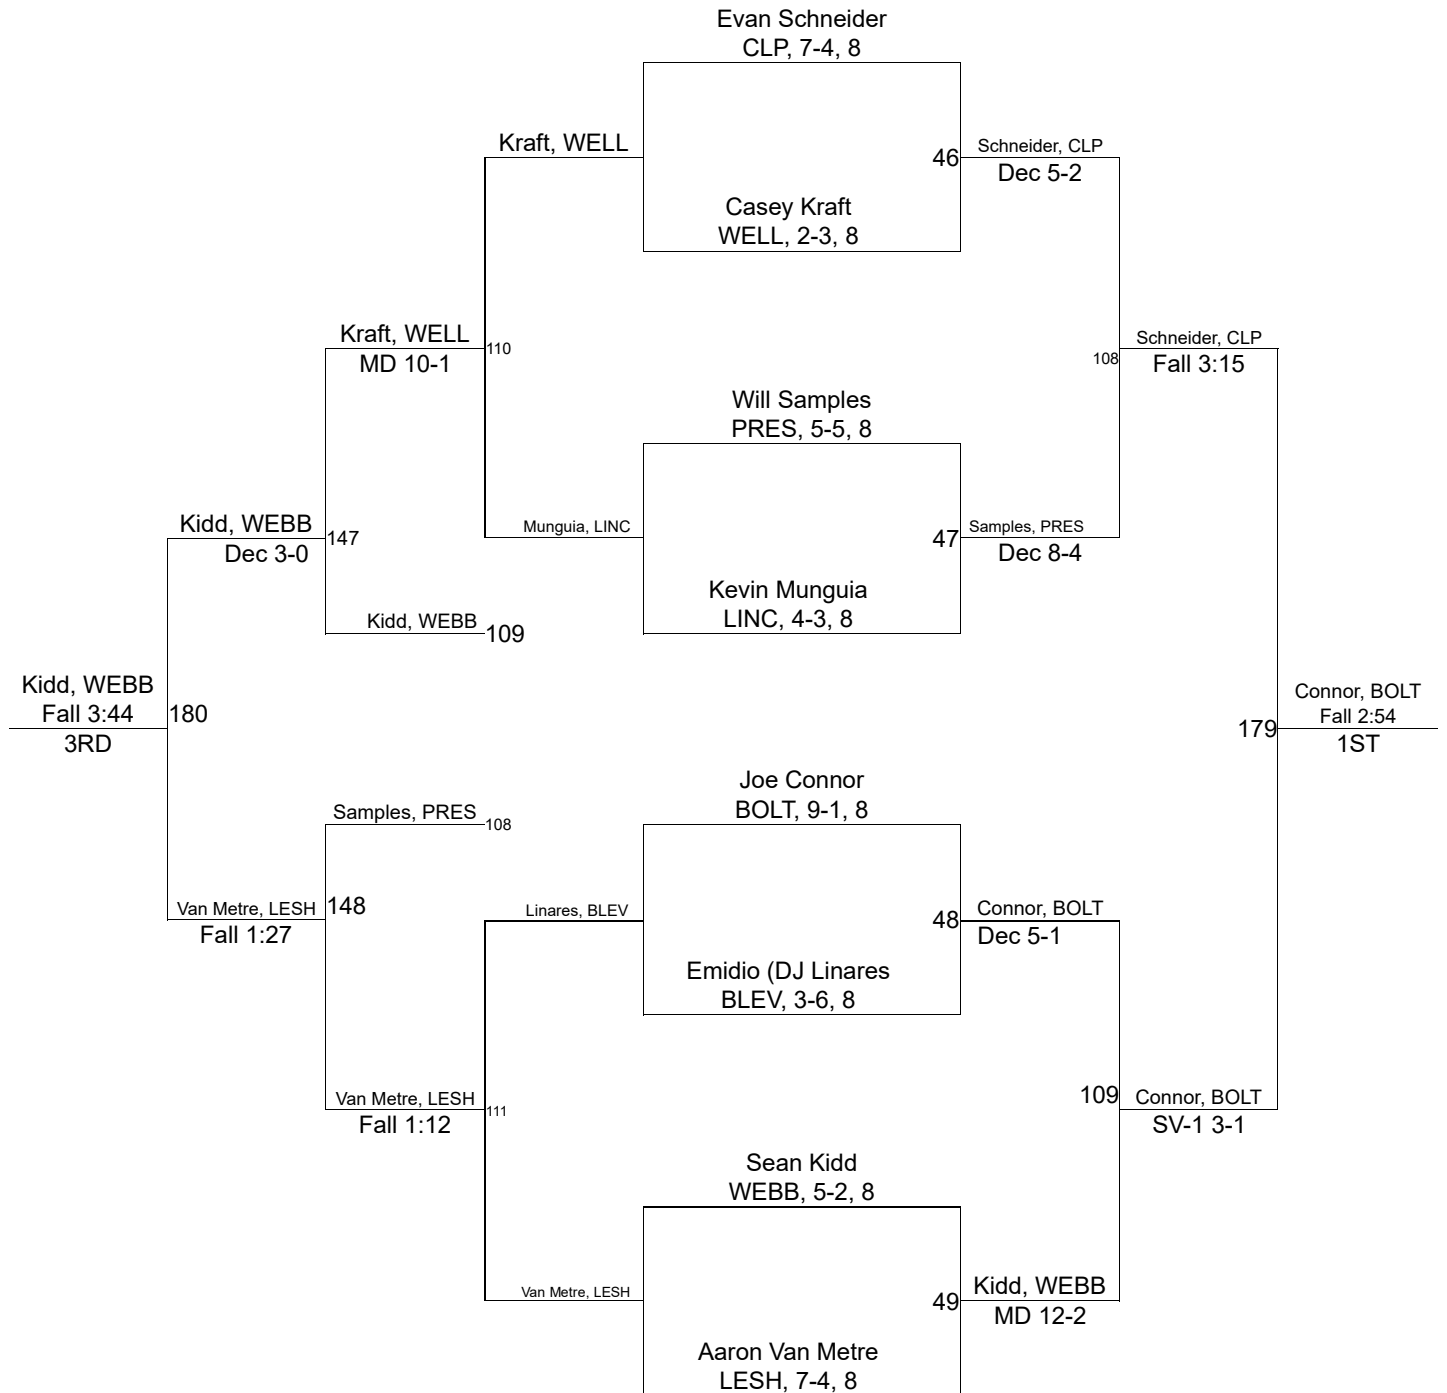 Evan Schneider
CLP, 7-4, 8
Kraft, WELL
46
Schneider, CLP
Dec 5-2
Casey Kraft
WELL, 2-3, 8
Kraft, WELL
MD 10-1
110
108
Schneider, CLP
Fall 3:15
Will Samples
PRES, 5-5, 8
Kidd, WEBB
Dec 3-0
147
Munguia, LINC
47
Samples, PRES
Dec 8-4
Kevin Munguia
LINC, 4-3, 8
Kidd, WEBB
109
Kidd, WEBB
Fall 3:44
3RD
180
179
Connor, BOLT
Fall 2:54
1ST
Joe Connor
BOLT, 9-1, 8
Samples, PRES
108
Van Metre, LESH
Fall 1:27
148
Linares, BLEV
48
Connor, BOLT
Dec 5-1
Emidio (DJ Linares
BLEV, 3-6, 8
Van Metre, LESH
Fall 1:12
111
109
Connor, BOLT
SV-1 3-1
Sean Kidd
WEBB, 5-2, 8
Van Metre, LESH
49
Kidd, WEBB
MD 12-2
Aaron Van Metre
LESH, 7-4, 8